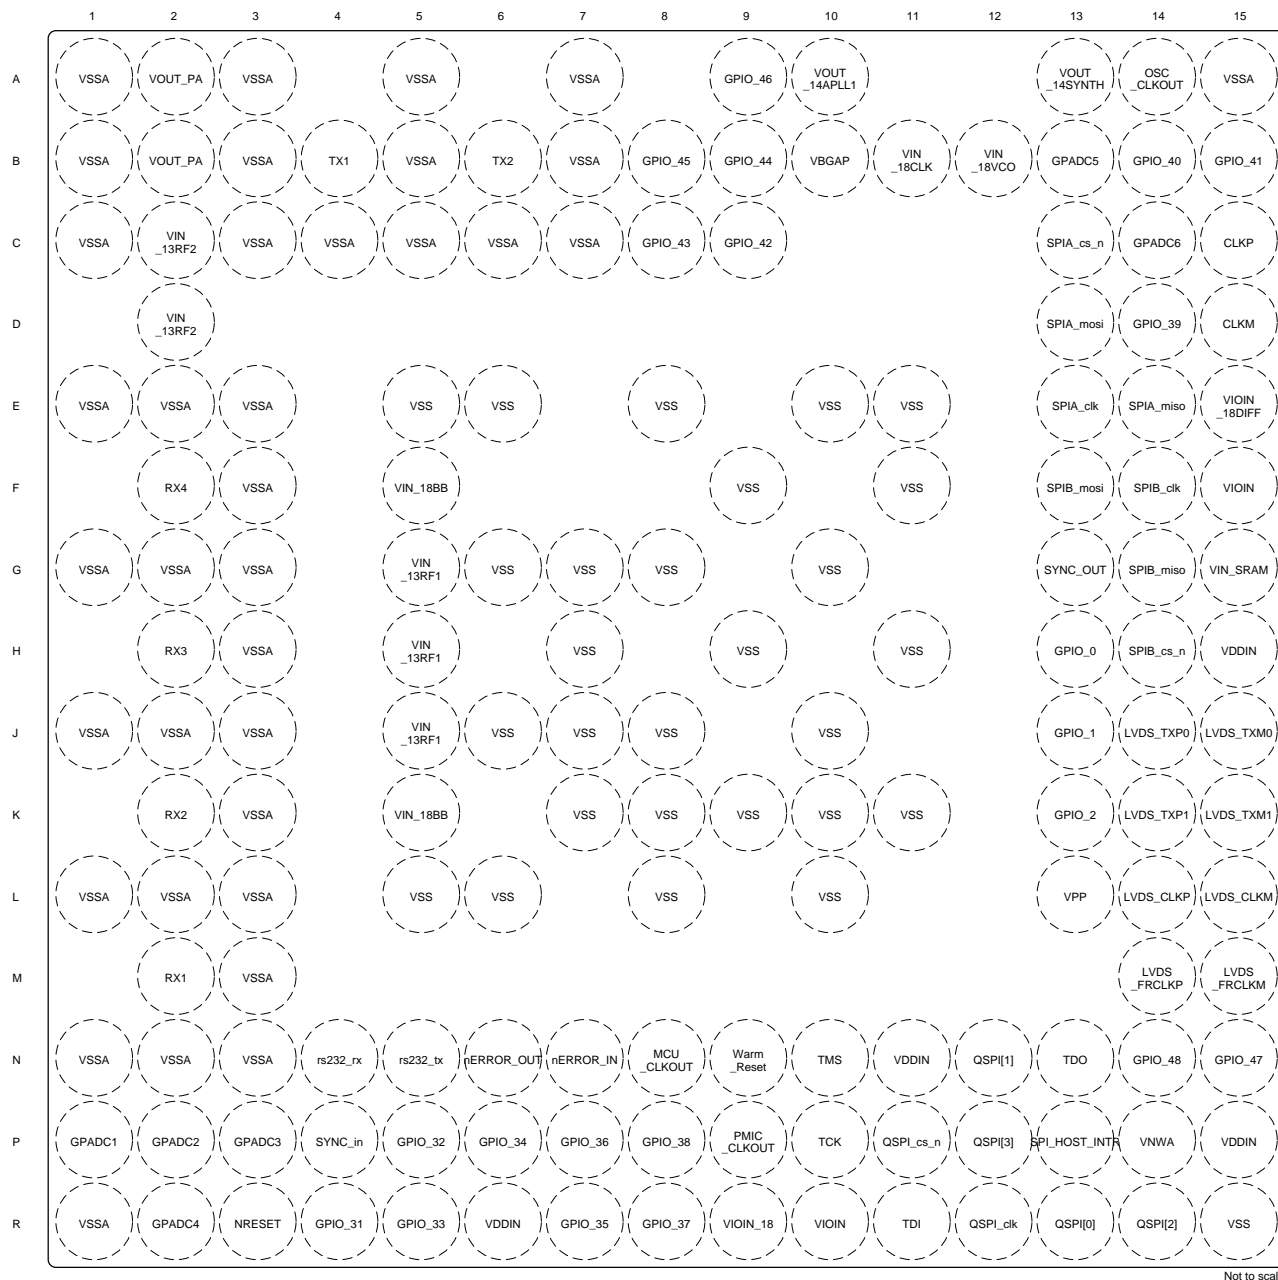 1 2 3 4 5 6 7 8 9 10 11 12 13 14 15
A VSSA VOUT_PA VSSA VSSA VSSA GPIO_46 VOUT _14APLL1 VOUT _14SYNTH OSC _CLKOUT VSSA
B VSSA VOUT_PA VSSA TX1 VSSA TX2 VSSA GPIO_45 GPIO_44 VBGAP VIN _18CLK VIN _18VCO GPADC5 GPIO_40 GPIO_41
C VSSA VIN _13RF2 VSSA VSSA VSSA VSSA VSSA GPIO_43 GPIO_42 SPIA_cs_n GPADC6 CLKP
D VIN _13RF2 SPIA_mosi GPIO_39 CLKM
E VSSA VSSA VSSA VSS VSS VSS VSS VSS SPIA_clk SPIA_miso VIOIN _18DIFF
F RX4 VSSA VIN_18BB VSS VSS SPIB_mosi SPIB_clk VIOIN
G VSSA VSSA VSSA VIN _13RF1 VSS VSS VSS VSS SYNC_OUT SPIB_miso VIN_SRAM
H RX3 VSSA VIN _13RF1 VSS VSS VSS GPIO_0 SPIB_cs_n VDDIN
J VSSA VSSA VSSA VIN _13RF1 VSS VSS VSS VSS GPIO_1 LVDS_TXP0 LVDS_TXM0
K RX2 VSSA VIN_18BB VSS VSS VSS VSS VSS GPIO_2 LVDS_TXP1 LVDS_TXM1
L VSSA VSSA VSSA VSS VSS VSS VSS VPP LVDS_CLKP LVDS_CLKM
M RX1 VSSA LVDS _FRCLKP LVDS _FRCLKM
N VSSA VSSA VSSA rs232_rx rs232_tx nERROR_OUT nERROR_IN MCU _CLKOUT Warm _Reset TMS VDDIN QSPI[1] TDO GPIO_48 GPIO_47
P GPADC1 GPADC2 GPADC3 SYNC_in GPIO_32 GPIO_34 GPIO_36 GPIO_38 PMIC _CLKOUT TCK QSPI_cs_n QSPI[3] SPI_HOST_INTR VNWA VDDIN
R VSSA GPADC4 NRESET GPIO_31 GPIO_33 VDDIN GPIO_35 GPIO_37 VIOIN_18 VIOIN TDI QSPI_clk QSPI[0] QSPI[2] VSS
Not to scal